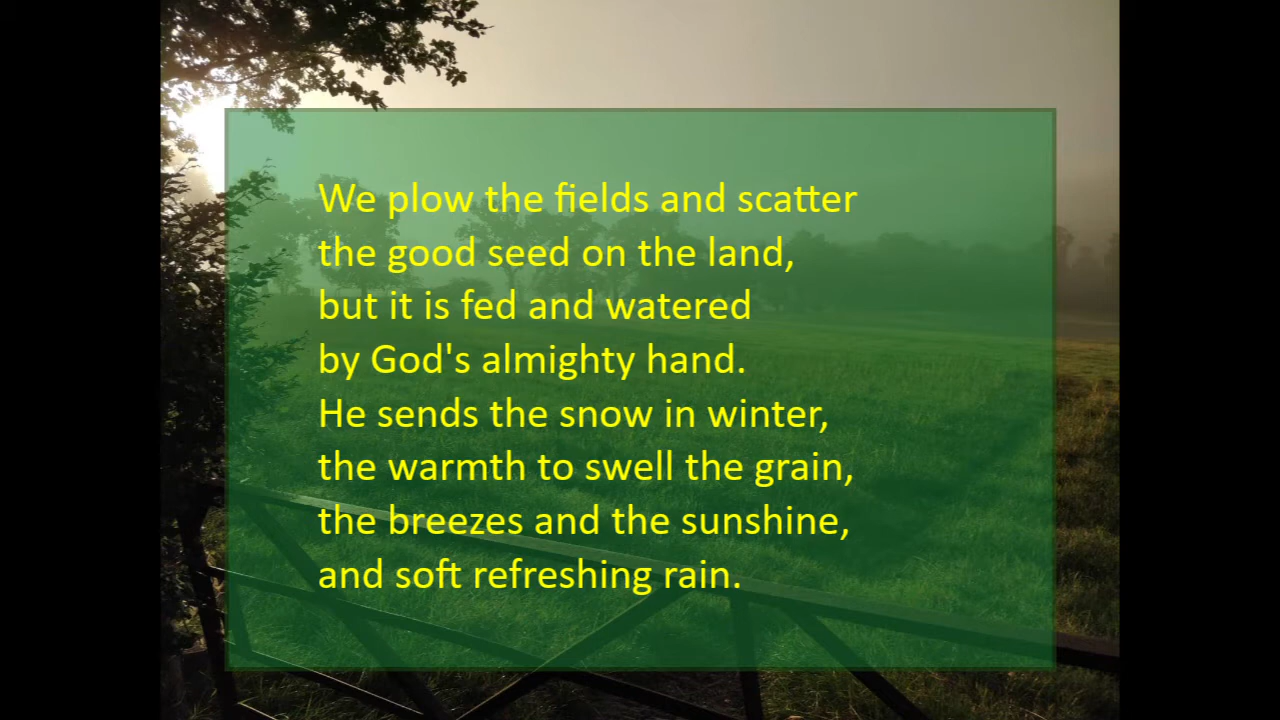 We plow the fields and scatter
the good seed on the land,
but it is fed and watered
by God's almighty hand.
He sends the snow in winter,
the warmth to swell the grain,
the breezes and the sunshine,
and soft refreshing rain.